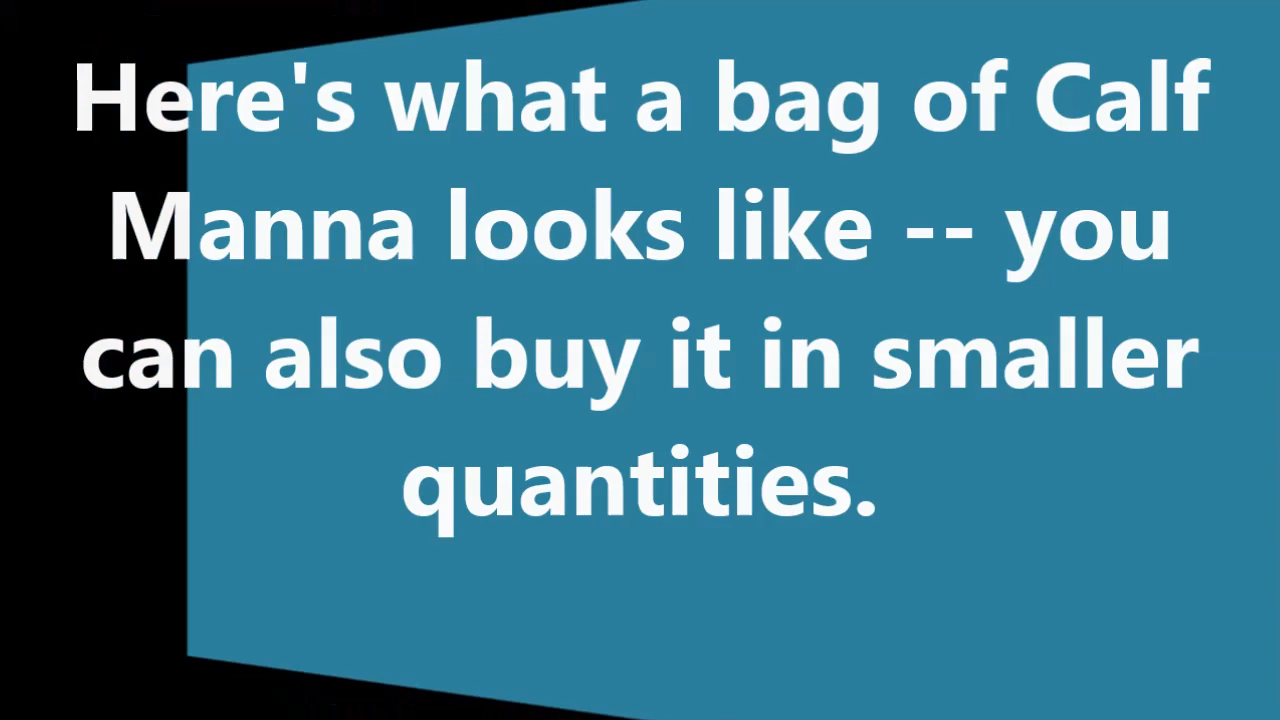 Here's what a bag of Calf
Manna looks like -- you
can also buy it in smaller
quantities.